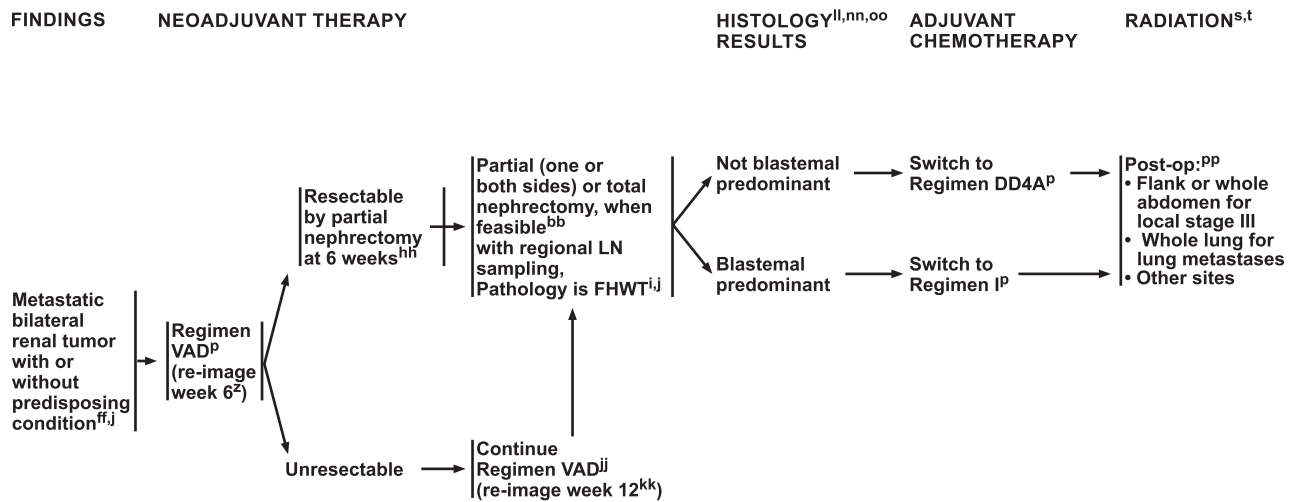 FINDINGS
NEOADJUVANT THERAPY
HISTOLOGYll,nn,oo
RESULTS
ADJUVANT
CHEMOTHERAPY
RADIATIONs,t
Metastatic
bilateral
renal tumor
with or
without
predisposing
conditionff,j
Regimen
VADp
(re-image
week 6z)
Resectable
by partial
nephrectomy
at 6 weekshh
Unresectable
Partial (one or
both sides) or total
nephrectomy, when
feasiblebb
with regional LN
sampling,
Pathology is FHWTi,j
Continue
Regimen VADjj
(re-image week 12kk)
Not blastemal
predominant
Switch to
Regimen DD4Ap
Blastemal
predominant
Switch to
Regimen Ip
Post-op:pp
• Flank or whole
abdomen for
local stage III
• Whole lung for
lung metastases
• Other sites